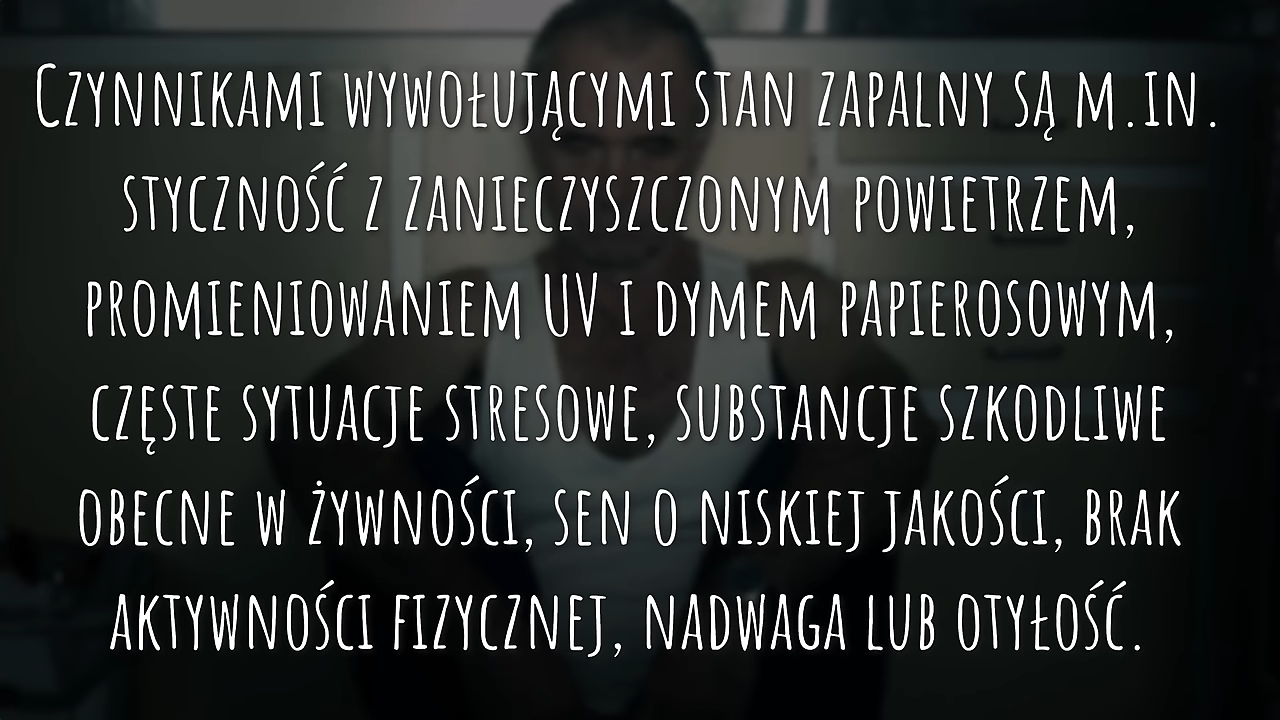 Czynnikami wywołującymi stan zapalny są m.in.
styczność z zanieczyszczonym powietrzem,
promieniowaniem UV i dymem papierosowym,
częste sytuacje stresowe, substancje szkodliwe
obecne w żywności, sen o niskiej jakości, brak
aktywności fizycznej, nadwaga lub otyłość.